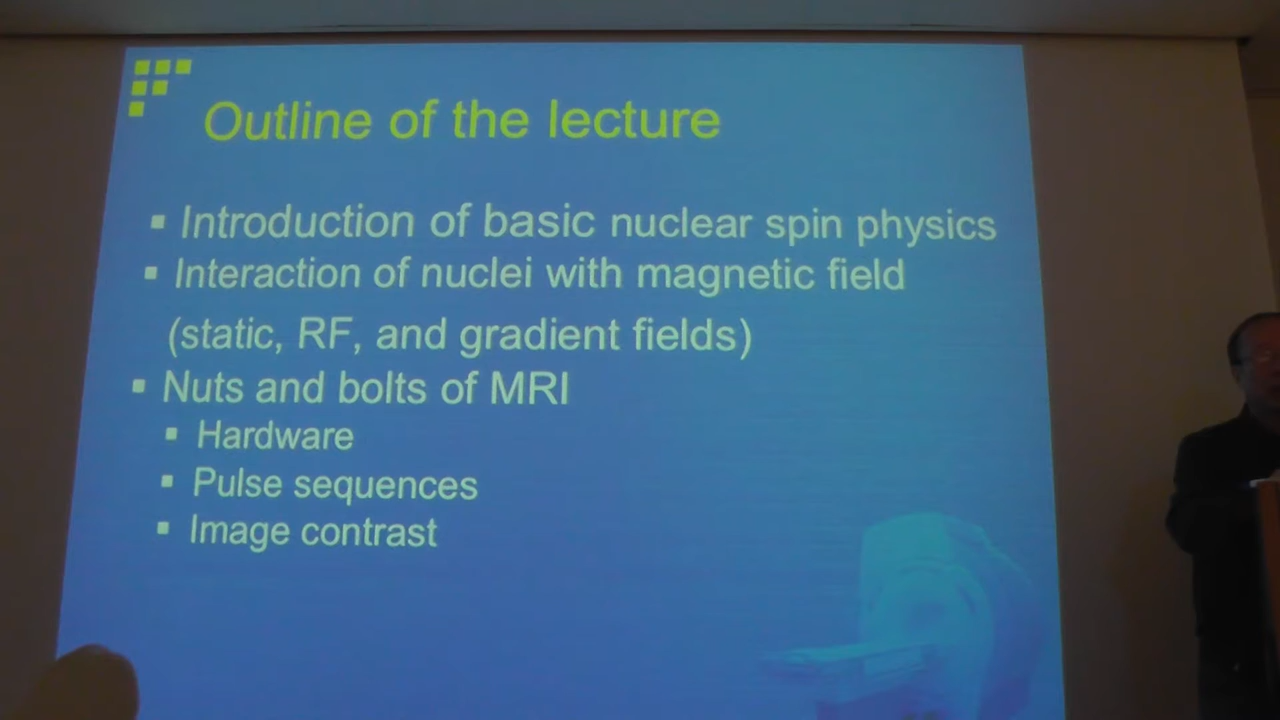 Outline of the lecture
▪ Introduction of basic nuclear spin physics
▪ Interaction of nuclei with magnetic field
(static, RF, and gradient fields)
▪ Nuts and bolts of MRI
▪ Hardware
▪ Pulse sequences
▪ Image contrast